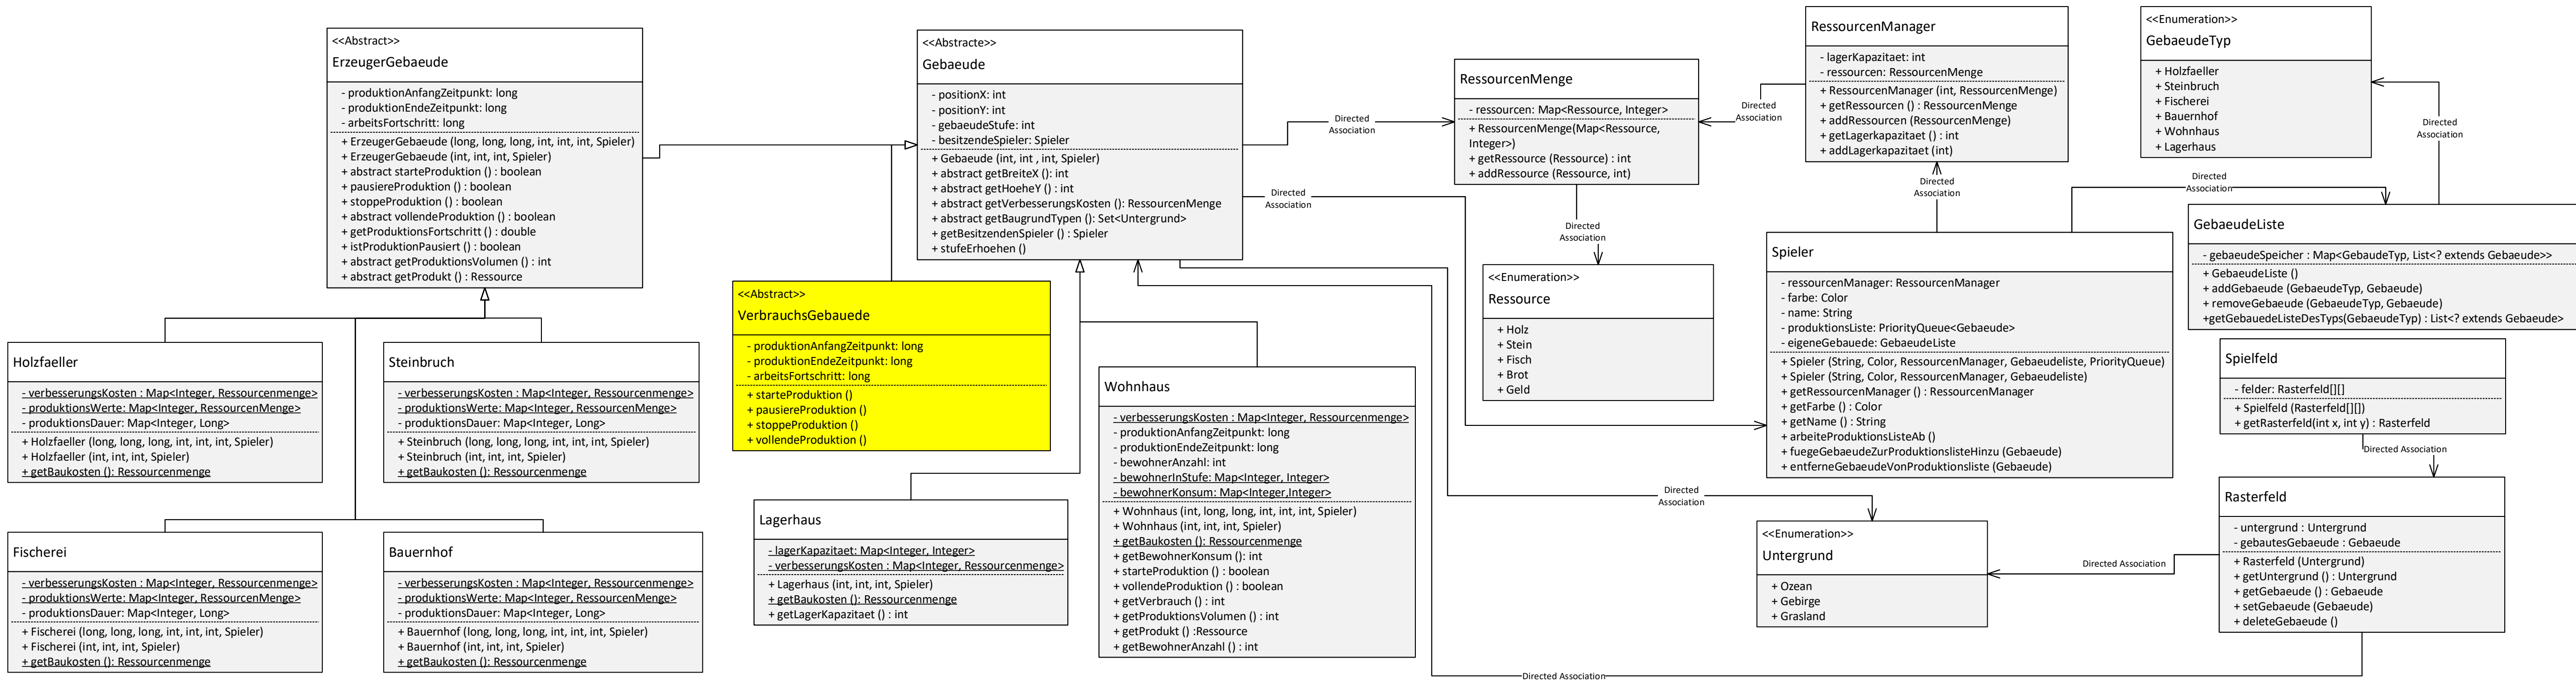 <<Abstract>>
ErzeugerGebaeude
- produktionAnfangZeitpunkt: long
- produktionEndeZeitpunkt: long
- arbeitsFortschritt: long
+ ErzeugerGebaeude (long, long, long, int, int, int, Spieler)
+ ErzeugerGebaeude (int, int, int, Spieler)
+ abstract starteProduktion () : boolean
+ pausiereProduktion () : boolean
+ stoppeProduktion () : boolean
+ abstract vollendeProduktion () : boolean
+ getProduktionsFortschritt () : double
+ istProduktionPausiert () : boolean
+ abstract getProduktionsVolumen () : int
+ abstract getProdukt () : Ressource
<<Abstracte>>
Gebaeude
- positionX: int
- positionY: int
- gebaeudeStufe: int
- besitzendeSpieler: Spieler
+ Gebaeude (int, int , int, Spieler)
+ abstract getBreiteX (): int
+ abstract getHoeheY () : int
+ abstract getVerbesserungsKosten (): RessourcenMenge
+ abstract getBaugrundTypen (): Set<Untergrund>
+ getBesitzendenSpieler () : Spieler
+ stufeErhoehen ()
Directed
Association
RessourcenMenge
- ressourcen: Map<Ressource, Integer>
+ RessourcenMenge(Map<Ressource,
Integer>)
+ getRessource (Ressource) : int
+ addRessource (Ressource, int)
Directed
Association
RessourcenManager
- lagerKapazitaet: int
- ressourcen: RessourcenMenge
+ RessourcenManager (int, RessourcenMenge)
+ getRessourcen () : RessourcenMenge
+ addRessourcen (RessourcenMenge)
+ getLagerkapazitaet () : int
+ addLagerkapazitaet (int)
<<Enumeration>>
GebaeudeTyp
+ Holzfaeller
+ Steinbruch
+ Fischerei
+ Bauernhof
+ Wohnhaus
+ Lagerhaus
Directed
Association
Directed
Association
Directed
Association
Directed
Association
Directed
Association
GebaeudeListe
- gebaeudeSpeicher : Map<GebaudeTyp, List<? extends Gebaeude>>
+ GebaeudeListe ()
+ addGebaeude (GebaeudeTyp, Gebaeude)
+ removeGebaeude (GebaeudeTyp, Gebaeude)
+getGebaeudeListeDesTyps(GebaeudeTyp) : List<? extends Gebaeude>
Spieler
- ressourcenManager: RessourcenManager
- farbe: Color
- name: String
- produktionsListe: PriorityQueue<Gebaeude>
- eigeneGebauede: GebaeudeListe
+ Spieler (String, Color, RessourcenManager, Gebaeudeliste, PriorityQueue)
+ Spieler (String, Color, RessourcenManager, Gebaeudeliste)
+ getRessourcenManager () : RessourcenManager
+ getFarbe () : Color
+ getName () : String
+ arbeiteProduktionsListeAb ()
+ fuegeGebaeudeZurProduktionslisteHinzu (Gebaeude)
+ entferneGebaeudeVonProduktionsliste (Gebaeude)
<<Enumeration>>
Ressource
+ Holz
+ Stein
+ Fisch
+ Brot
+ Geld
<<Abstract>>
VerbrauchsGebauede
- produktionAnfangZeitpunkt: long
- produktionEndeZeitpunkt: long
- arbeitsFortschritt: long
+ starteProduktion ()
+ pausiereProduktion ()
+ stoppeProduktion ()
+ vollendeProduktion ()
Holzfaeller
- verbesserungsKosten : Map<Integer, Ressourcenmenge>
- produktionsWerte: Map<Integer, RessourcenMenge>
- produktionsDauer: Map<Integer, Long>
+ Holzfaeller (long, long, long, int, int, int, Spieler)
+ Holzfaeller (int, int, int, Spieler)
+ getBaukosten (): Ressourcenmenge
Steinbruch
- verbesserungsKosten : Map<Integer, Ressourcenmenge>
- produktionsWerte: Map<Integer, RessourcenMenge>
- produktionsDauer: Map<Integer, Long>
+ Steinbruch (long, long, long, int, int, int, Spieler)
+ Steinbruch (int, int, int, Spieler)
+ getBaukosten (): Ressourcenmenge
Wohnhaus
- verbesserungsKosten : Map<Integer, Ressourcenmenge>
- produktionAnfangZeitpunkt: long
- produktionEndeZeitpunkt: long
- bewohnerAnzahl: int
- bewohnerInStufe: Map<Integer, Integer>
- bewohnerKonsum: Map<Integer,Integer>
+ Wohnhaus (int, long, long, int, int, int, Spieler)
+ Wohnhaus (int, int, int, Spieler)
+ getBaukosten (): Ressourcenmenge
+ getBewohnerKonsum (): int
+ starteProduktion () : boolean
+ vollendeProduktion () : boolean
+ getVerbrauch () : int
+ getProduktionsVolumen () : int
+ getProdukt () :Ressource
+ getBewohnerAnzahl () : int
Spielfeld
- felder: Rasterfeld[][]
+ Spielfeld (Rasterfeld[][])
+ getRasterfeld(int x, int y) : Rasterfeld
Directed Association
Rasterfeld
- untergrund : Untergrund
- gebautesGebaeude : Gebaeude
+ Rasterfeld (Untergrund)
+ getUntergrund () : Untergrund
+ getGebaeude () : Gebaeude
+ setGebaeude (Gebaeude)
+ deleteGebaeude ()
Directed
Association
<<Enumeration>>
Untergrund
+ Ozean
+ Gebirge
+ Grasland
Directed Association
Lagerhaus
- lagerKapazitaet: Map<Integer, Integer>
- verbesserungsKosten : Map<Integer, Ressourcenmenge>
+ Lagerhaus (int, int, int, Spieler)
+ getBaukosten (): Ressourcenmenge
+ getLagerKapazitaet () : int
Fischerei
- verbesserungsKosten : Map<Integer, Ressourcenmenge>
- produktionsWerte: Map<Integer, RessourcenMenge>
- produktionsDauer: Map<Integer, Long>
+ Fischerei (long, long, long, int, int, int, Spieler)
+ Fischerei (int, int, int, Spieler)
+ getBaukosten (): Ressourcenmenge
Bauernhof
- verbesserungsKosten : Map<Integer, Ressourcenmenge>
- produktionsWerte: Map<Integer, RessourcenMenge>
- produktionsDauer: Map<Integer, Long>
+ Bauernhof (long, long, long, int, int, int, Spieler)
+ Bauernhof (int, int, int, Spieler)
+ getBaukosten (): Ressourcenmenge
Directed Association